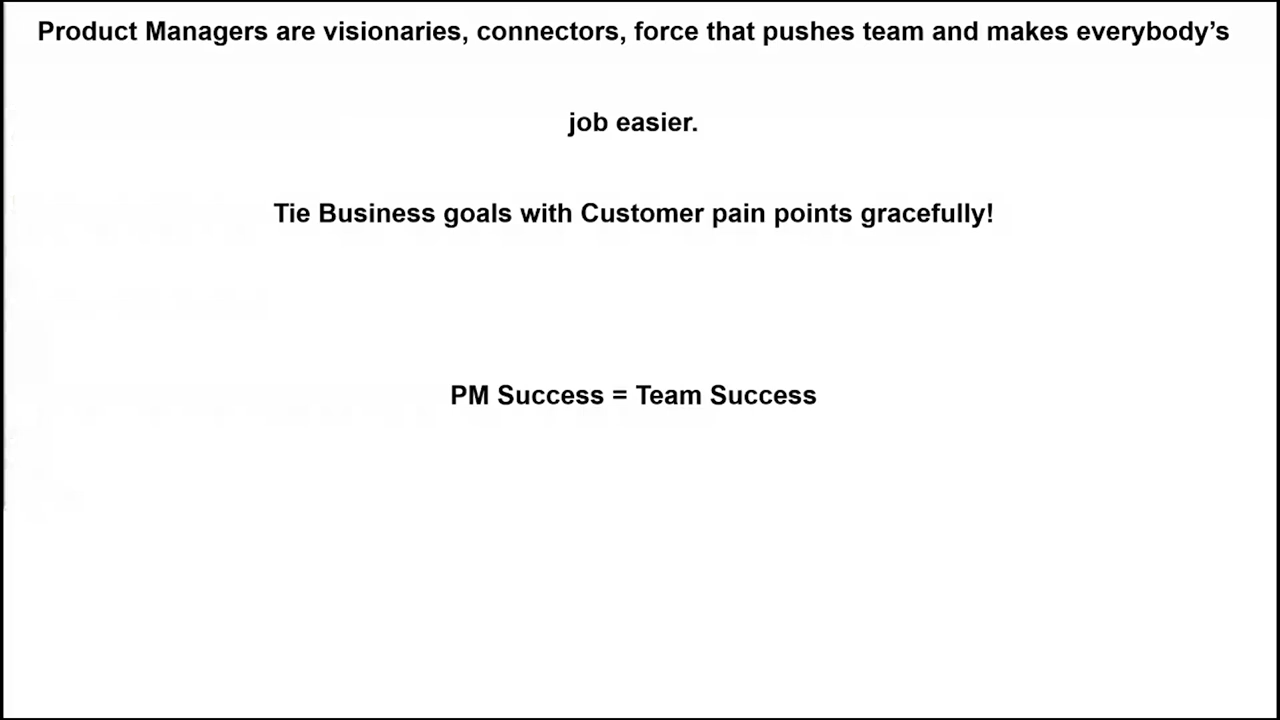 Product Managers are visionaries, connectors, force that pushes team and makes everybody’s
job easier.
Tie Business goals with Customer pain points gracefully!
PM Success = Team Success